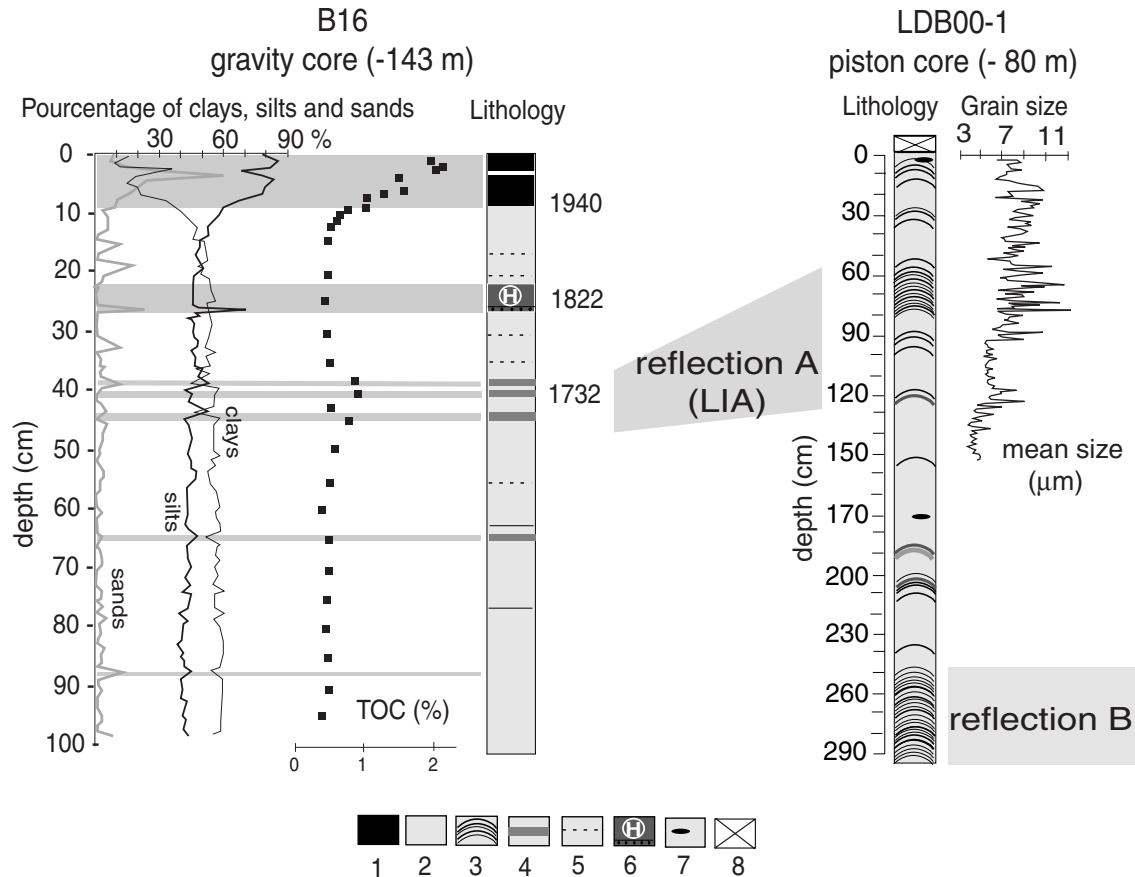 B16
gravity core (-143 m)
Pourcentage of clays, silts and sands
30 60 90 %
Lithology
0
10
20
30
40
50
60
70
80
90
100
depth (cm)
sands
silts
clays
TOC (%)
0 1 2
1940
H
1822
1732
reflection A
(LIA)
LDB00-1
piston core (- 80 m)
Lithology
Grain size
3 7 11
0
30
60
90
120
150
170
200
230
260
290
depth (cm)
mean size
(μm)
reflection B
H
1 2 3 4 5 6 7 8